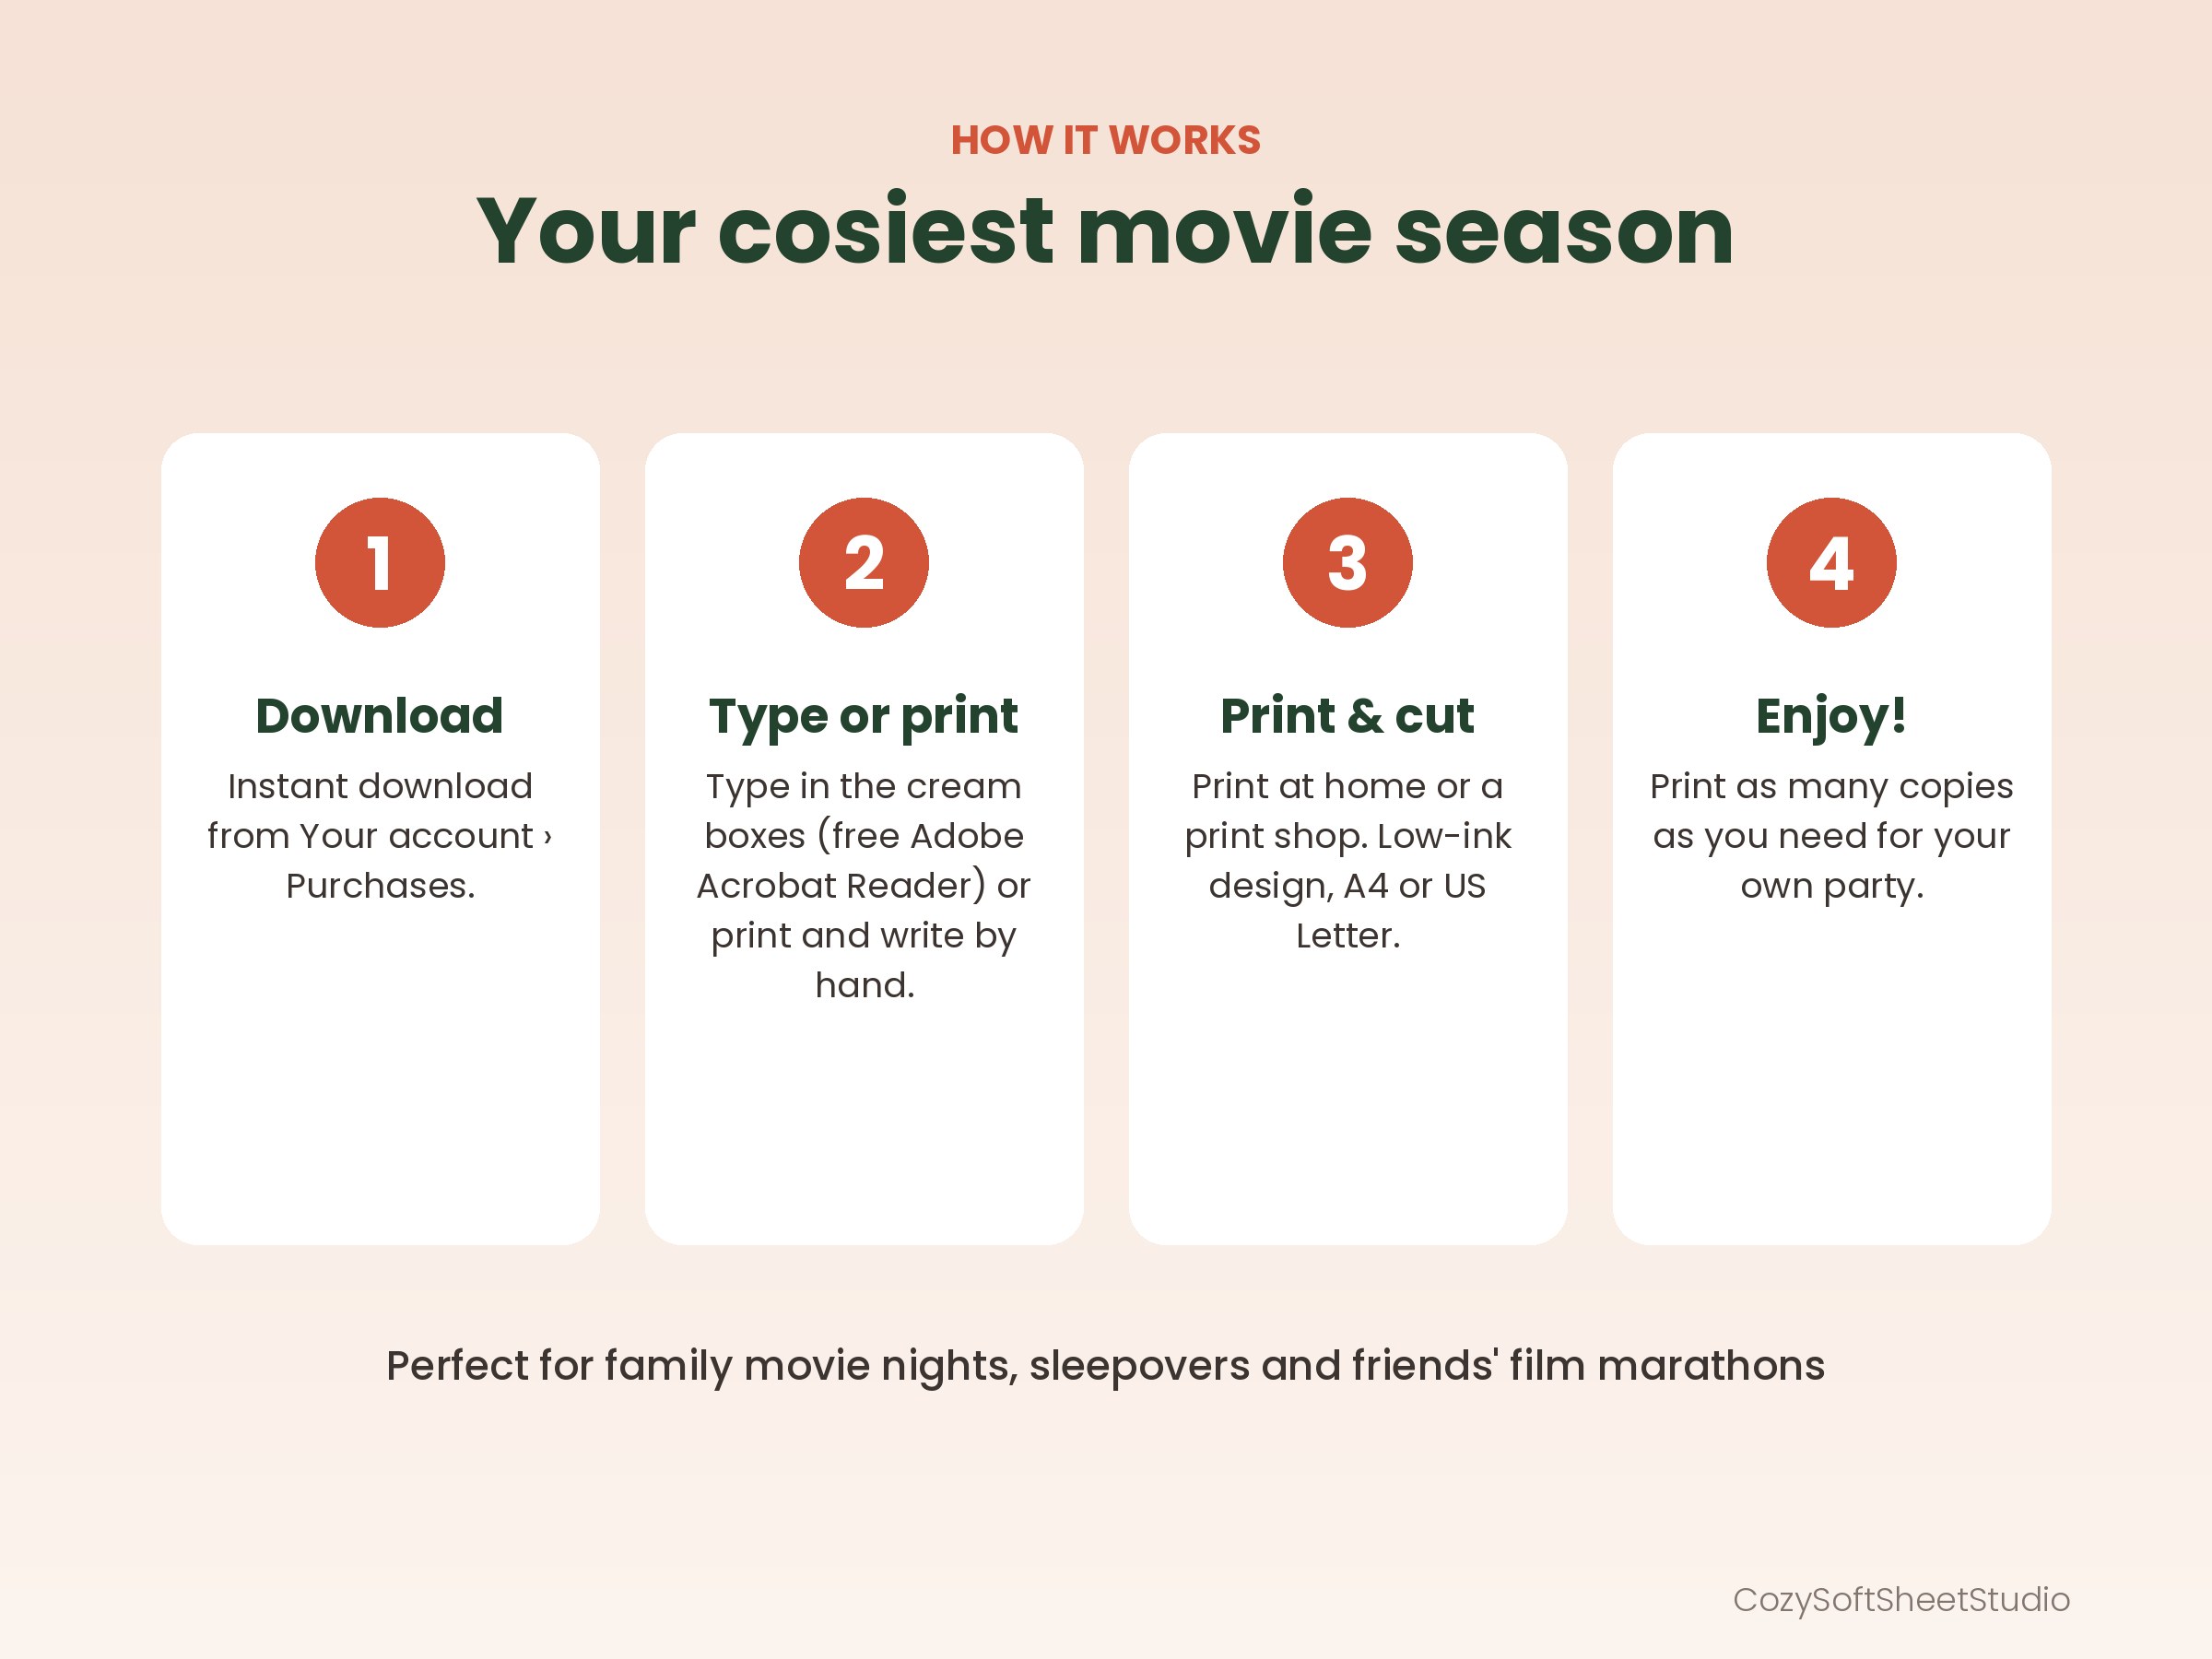 HOW IT WORKS
Your cosiest movie season
1
Download
Instant download
from Your account ›
Purchases.
2
Type or print
Type in the cream
boxes (free Adobe
Acrobat Reader) or
print and write by
hand.
3
Print & cut
Print at home or a
print shop. Low-ink
design, A4 or US
Letter.
4
Enjoy!
Print as many copies
as you need for your
own party.
Perfect for family movie nights, sleepovers and friends' film marathons
CozySoftSheetStudio